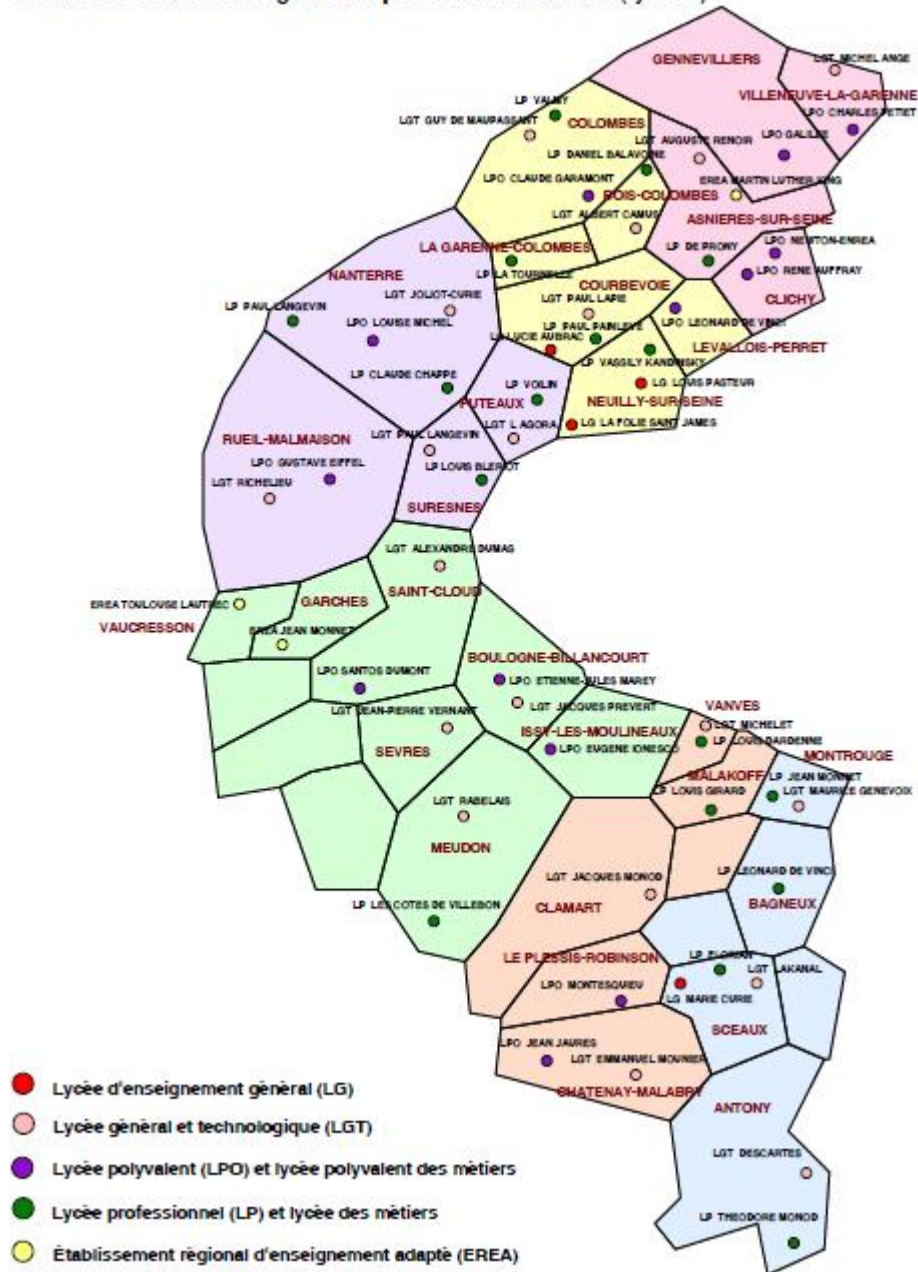 GENNEVILLIERS
LGT MICHEL ANGE
VILLENEUVE-LA-GARENNE
LPO CHARLES PETIET
LP VALMY
LGT GUY DE MAUPASSANT
COLOMBES
LGT AUGUSTE RENOIR
LPO GALILEE
LP DANIEL BALAVOINE
LPO CLAUDE GARAMONT
EREA MARTIN LUTHER KING
BOIS-COLOMBES
LGT ALBERT CAMUS
ASNIERES-SUR-SEINE
LA GARENNE-COLOMBES
LP DE PRONY
LPO NEWTON-ENREA
NANTERRE
LP LA TOURNELLE
COURBEVOIE
LPO RENE AUFFRAY
LGT JOLIOT-CURIE
LGT PAUL LAPIE
CLICHY
LP PAUL LANGEVIN
LPO LOUISE MICHEL
LP PAUL PAINLEVE
LPO LEONARD DE VINCI
LG LUCIE AUBRAC
LEVALLOIS-PERRET
LP VASSILY KANDINSKY
LP CLAUDE CHAPPE
LP VOILIN
LG LOUIS PASTEUR
PUTEAUX
NEUILLY-SUR-SEINE
LGT L AGORA
LG LA FOLIE SAINT JAMES
RUEIL-MALMAISON
LGT PAUL LANGEVIN
LPO GUSTAVE EIFFEL
LP LOUIS BLERIOT
LGT RICHELIEU
SURESNES
LGT ALEXANDRE DUMAS
SAINT-CLOUD
GARCHES
EREA TOULOUSE LAUTREC
VAUCRESSON
EREA JEAN MONNET
BOULOGNE-BILLANCOURT
LPO SANTOS DUMONT
LPO ETIENNE-JULES MAREY
LGT JEAN-PIERRE VERNANT
LGT JACQUES PREVERT
VANVES
ISSY-LES-MOULINEAUX
LGT MICHELET
SEVRES
LPO EUGENE IONESCO
LP LOUIS DARDENNE
MONTROUGE
MALAKOFF
LP JEAN MONNET
LP LOUIS GIRARD
LGT MAURICE GENEVOIX
LGT RABELAIS
MEUDON
LP LEONARD DE VINCI
LGT JACQUES MONOD
BAGNEUX
LP LES COTES DE VILLEBON
CLAMART
LE PLESSIS-ROBINSON
LP FLORIAN
LGT LAKANAL
LPO MONTESQUIEU
LG MARIE CURIE
SCEAUX
LPO JEAN JAURES
LGT EMMANUEL MOUNIER
CHATENAY-MALABRY
ANTONY
LGT DESCARTES
LP THEODORE MONOD
Lycée d'enseignement général (LG)
Lycée général et technologique (LGT)
Lycée polyvalent (LPO) et lycée polyvalent des métiers
Lycée professionnel (LP) et lycée des métiers
Établissement régional d'enseignement adapté (EREA)